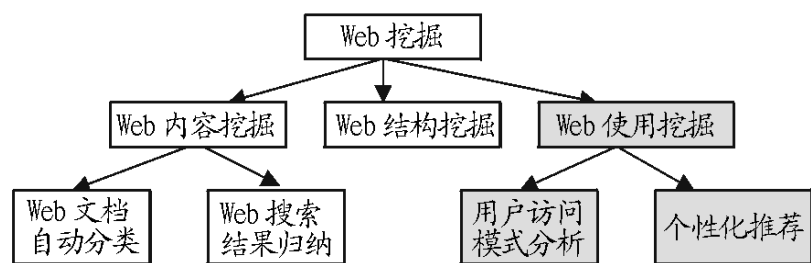 Web 挖掘
Web 内容挖掘
Web 结构挖掘
Web 使用挖掘
Web 文档
自动分类
Web 搜索
结果归纳
用户访问
模式分析
个性化推荐